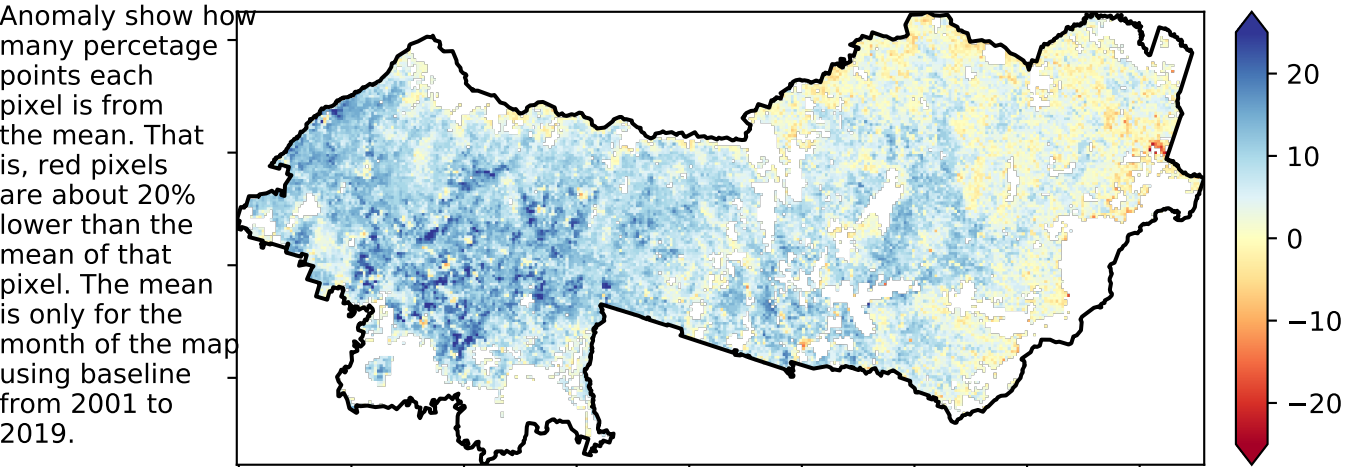 Anomaly show how
many percetage
points each
pixel is from
the mean. That
is, red pixels
are about 20%
lower than the
mean of that
pixel. The mean
is only for the
month of the map
using baseline
from 2001 to
2019.
20
10
0
−10
−20